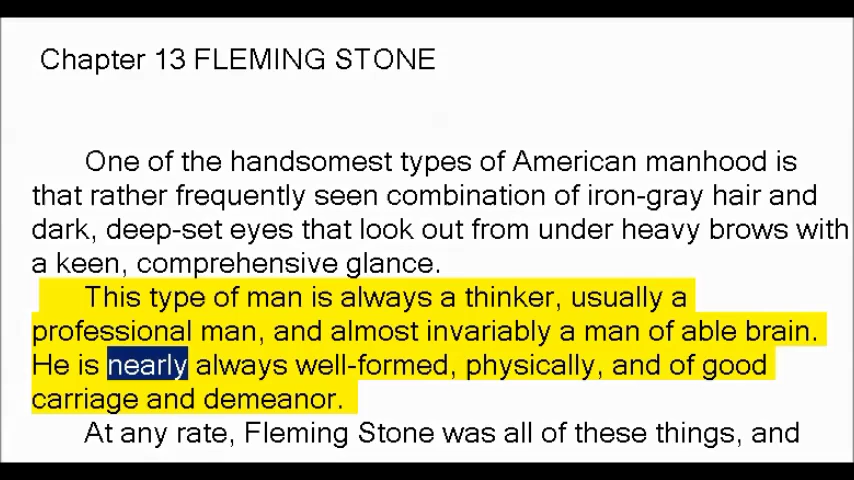 Chapter 13 FLEMING STONE
One of the handsomest types of American manhood is
that rather frequently seen combination of iron-gray hair and
dark, deep-set eyes that look out from under heavy brows with
a keen, comprehensive glance.
This type of man is always a thinker, usually a
professional man, and almost invariably a man of able brain.
He is nearly always well-formed, physically, and of good
carriage and demeanor.
At any rate, Fleming Stone was all of these things, and